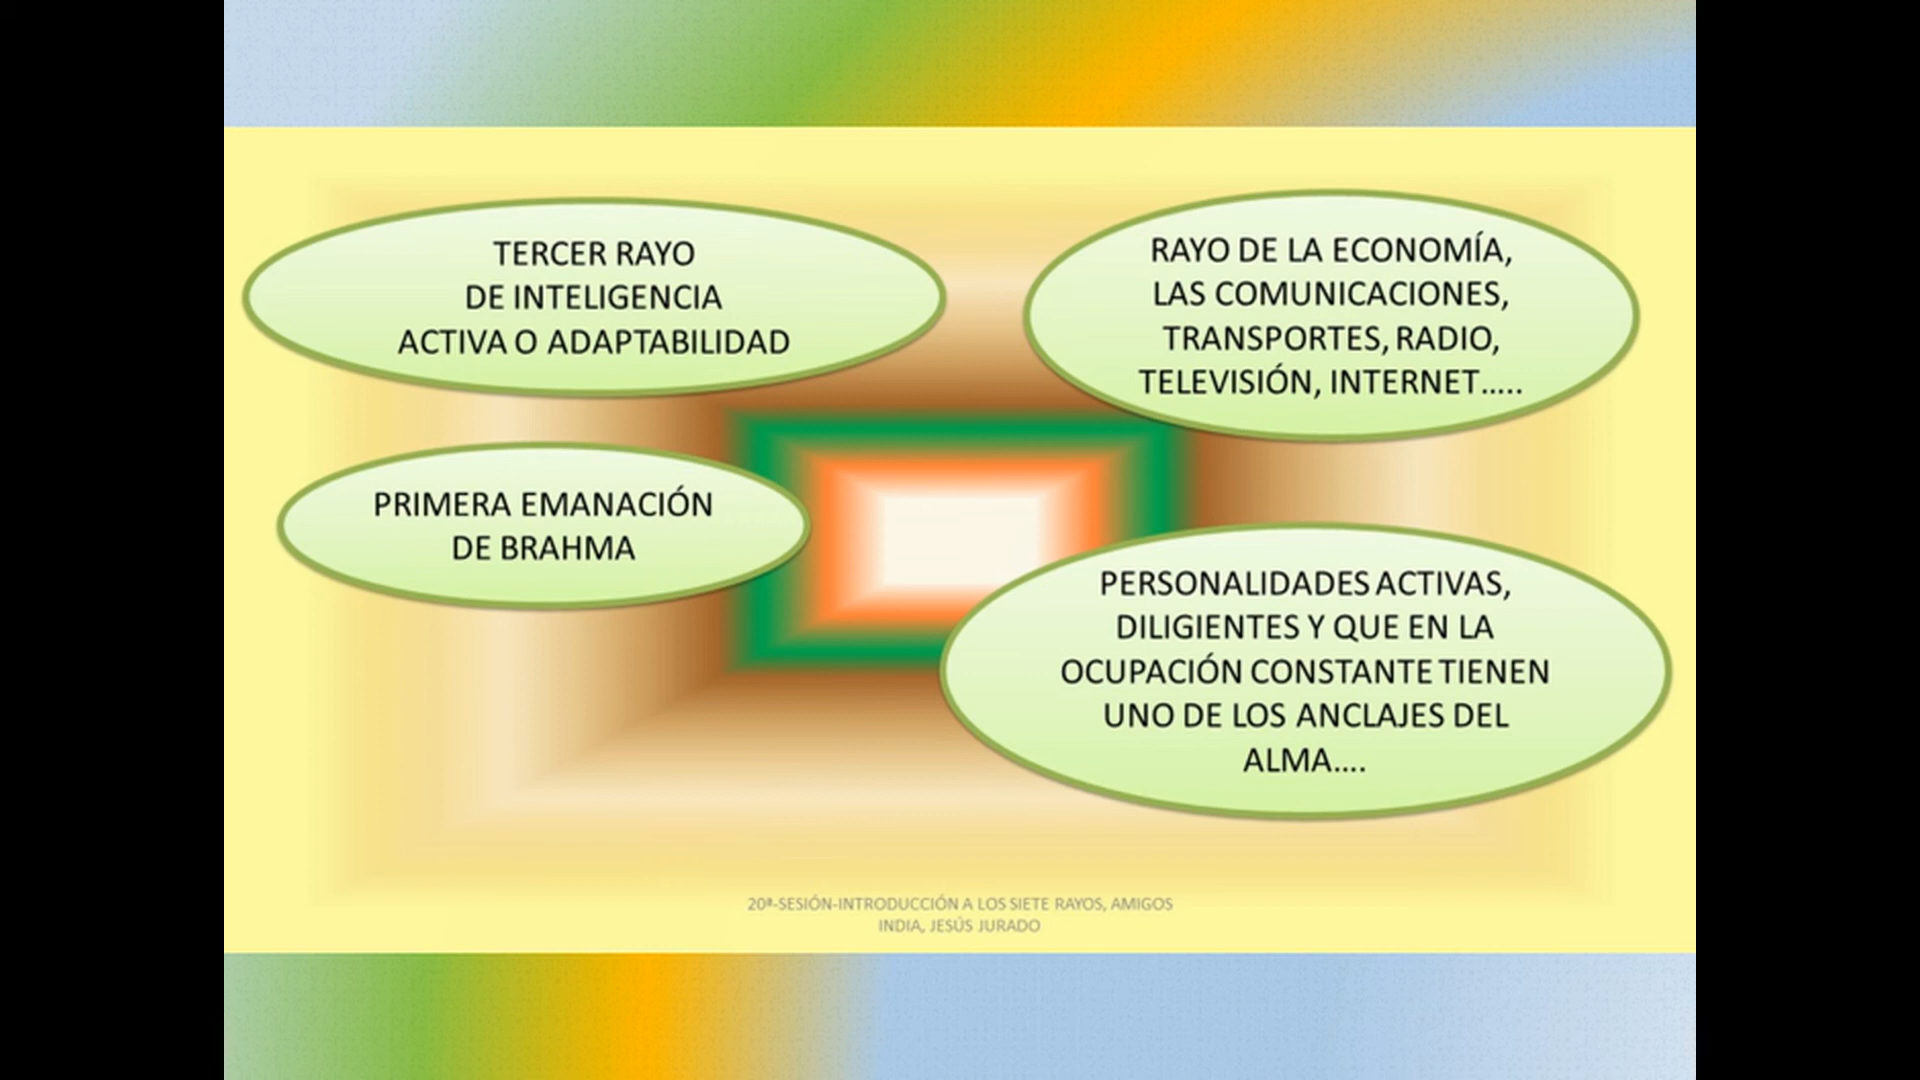 TERCER RAYO
DE INTELIGENCIA
ACTIVA O ADAPTABILIDAD
RAYO DE LA ECONOMÍA,
LAS COMUNICACIONES,
TRANSPORTES, RADIO,
TELEVISIÓN, INTERNET…..
PRIMERA EMANACIÓN
DE BRAHMA
PERSONALIDADES ACTIVAS,
DILIGIENTES Y QUE EN LA
OCUPACIÓN CONSTANTE TIENEN
UNO DE LOS ANCLAJES DEL
ALMA….
20ª-SESIÓN-INTRODUCCIÓN A LOS SIETE RAYOS, AMIGOS
INDIA, JESÚS JURADO